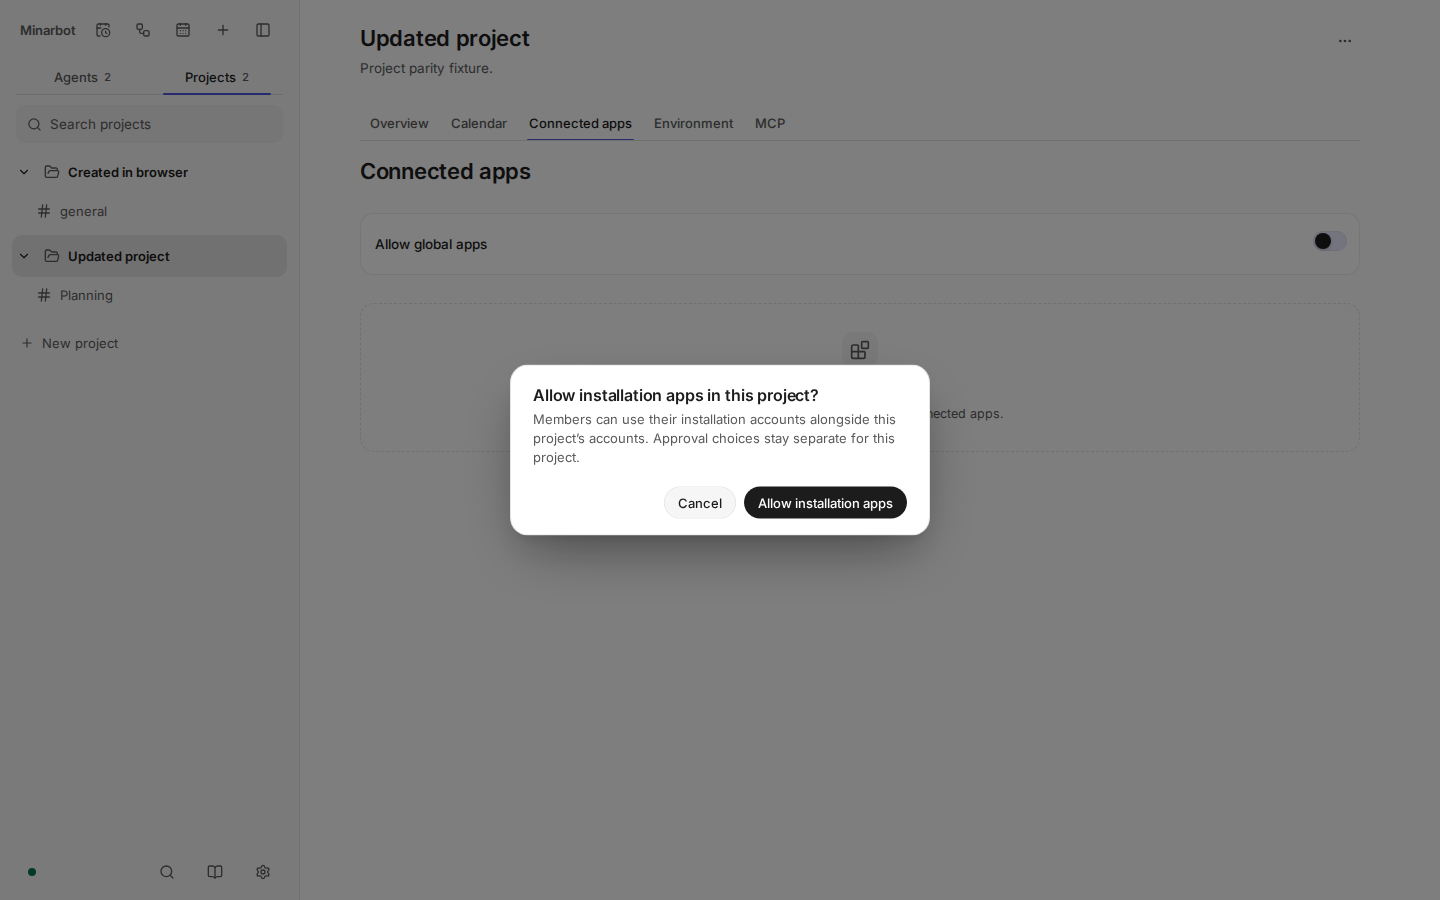 Minarbot
Agents 2
Projects 2
Search projects
Created in browser
general
Updated project
Planning
New project
Updated project
Project parity fixture.
Overview
Calendar
Connected apps
Environment
MCP
Connected apps
Allow global apps
connected apps.
Allow installation apps in this project?
Members can use their installation accounts alongside this
project’s accounts. Approval choices stay separate for this
project.
Cancel
Allow installation apps